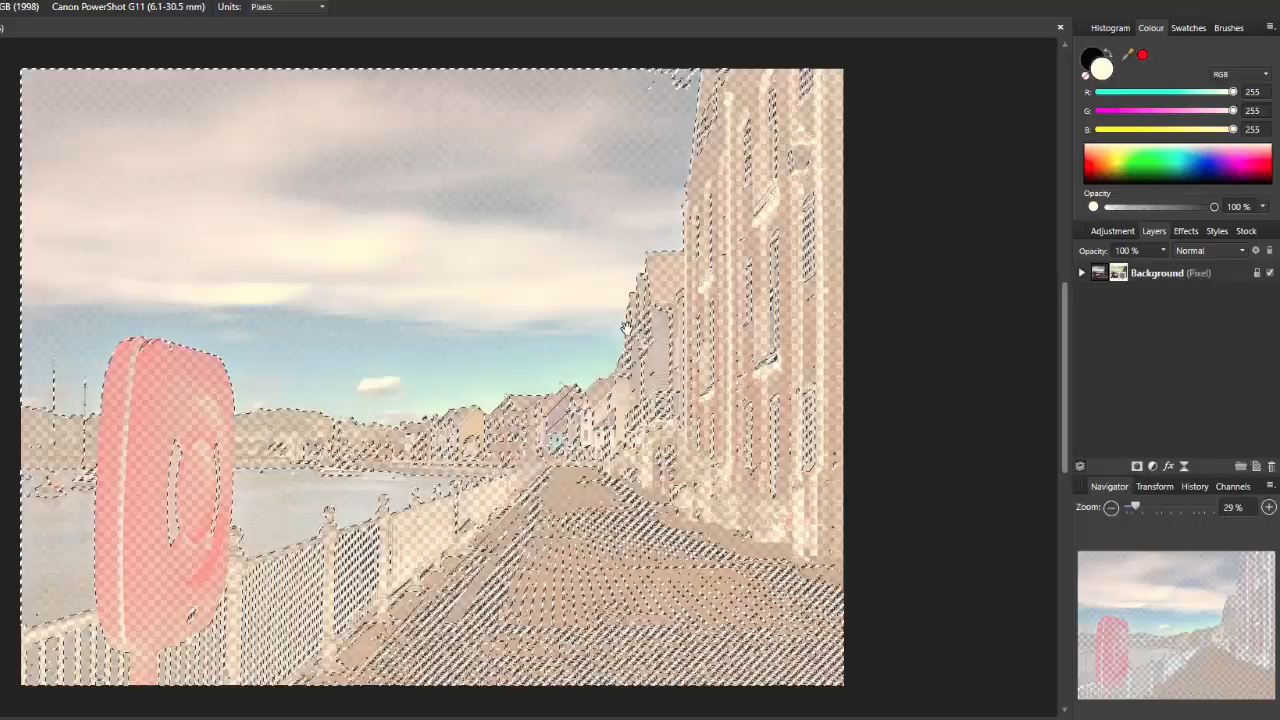 GB (1998) Canon PowerShot G11 (6.1-30.5 mm) Units: Pixels
Histogram Colour Swatches Brushes
RGB
R: 255
G: 255
B: 255
Opacity
100 %
Adjustment Layers Effects Styles Stock
Opacity: 100 % Normal
Background (Pixel)
fx
Navigator Transform History Channels
Zoom: 29 %